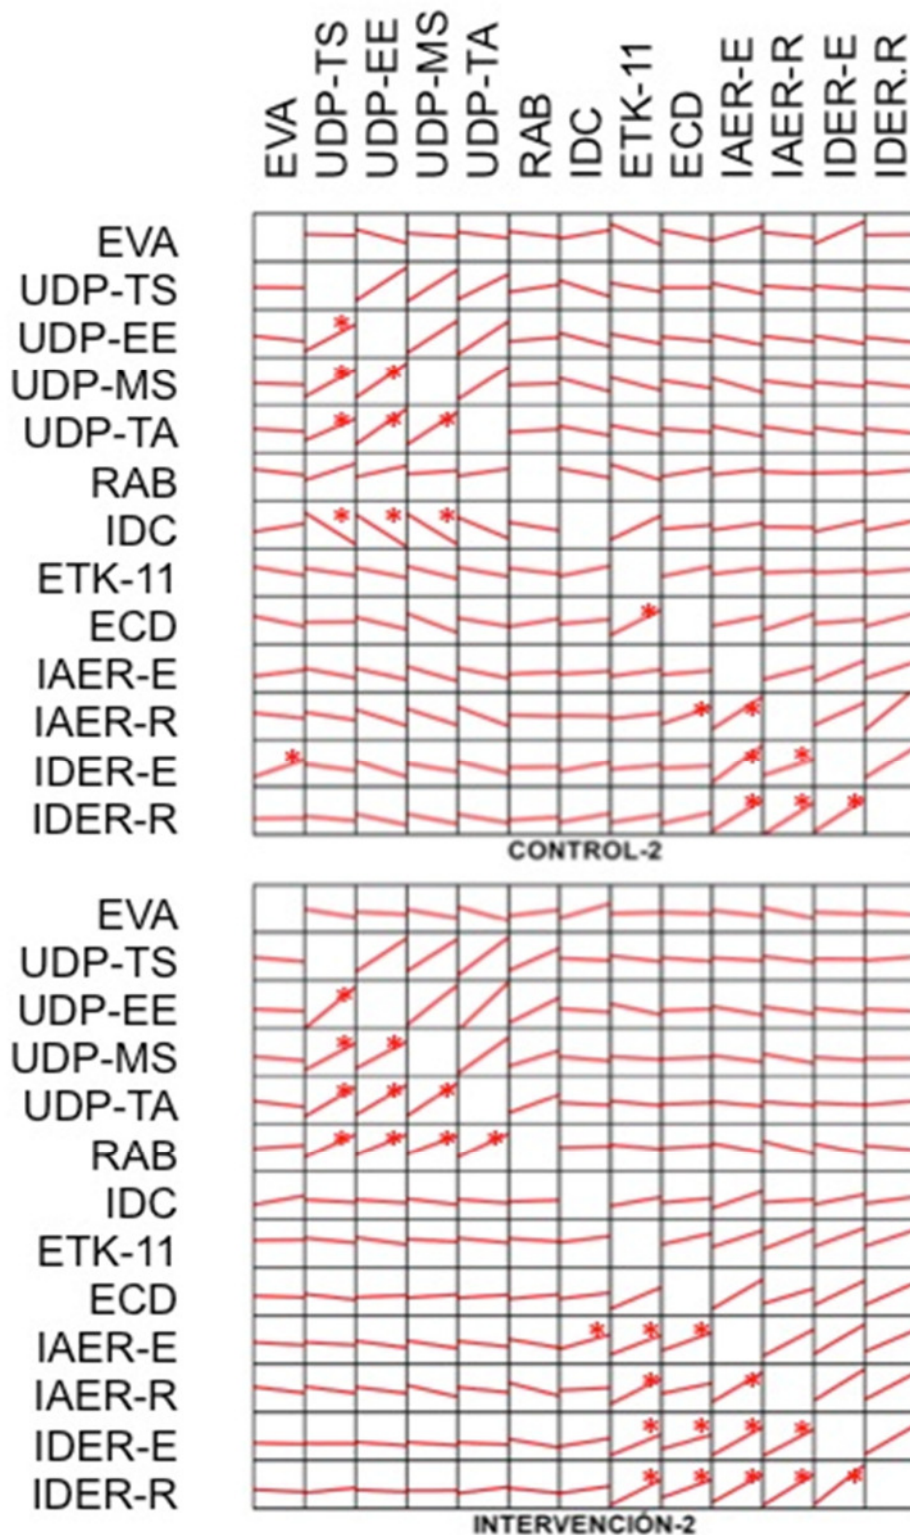 EVA UDP-TS UDP-EE UDP-MS UDP-TA RAB IDC ETK-11 ECD IAER-E IAER-R IDER-E IDER.R
EVA
UDP-TS
UDP-EE *
UDP-MS * *
UDP-TA * * *
RAB
IDC * * *
ETK-11
ECD *
IAER-E
IAER-R * *
IDER-E * * *
IDER-R * * *
CONTROL-2
EVA
UDP-TS
UDP-EE *
UDP-MS * *
UDP-TA * * *
RAB * * * *
IDC
ETK-11
ECD
IAER-E * * *
IAER-R * *
IDER-E * * * *
IDER-R * * * * *
INTERVENCIÓN-2